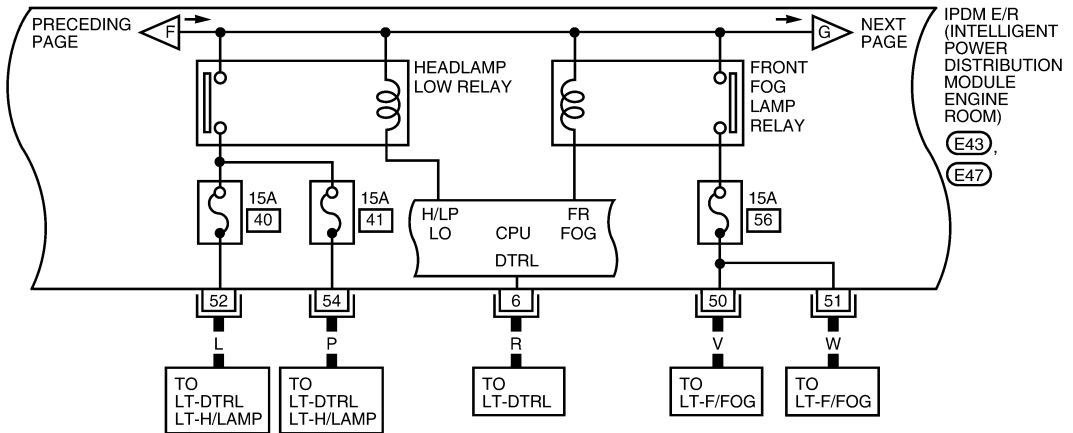 PRECEDING
PAGE
F
G
NEXT
PAGE
IPDM E/R
(INTELLIGENT
POWER
DISTRIBUTION
MODULE
ENGINE
ROOM)
E43,
E47
HEADLAMP
LOW RELAY
FRONT
FOG
LAMP
RELAY
15A
40
15A
41
H/LP
LO
CPU
FR
FOG
DTRL
15A
56
52
54
6
50
51
L
P
R
V
W
TO
LT-DTRL
LT-H/LAMP
TO
LT-DTRL
LT-H/LAMP
TO
LT-DTRL
TO
LT-F/FOG
TO
LT-F/FOG